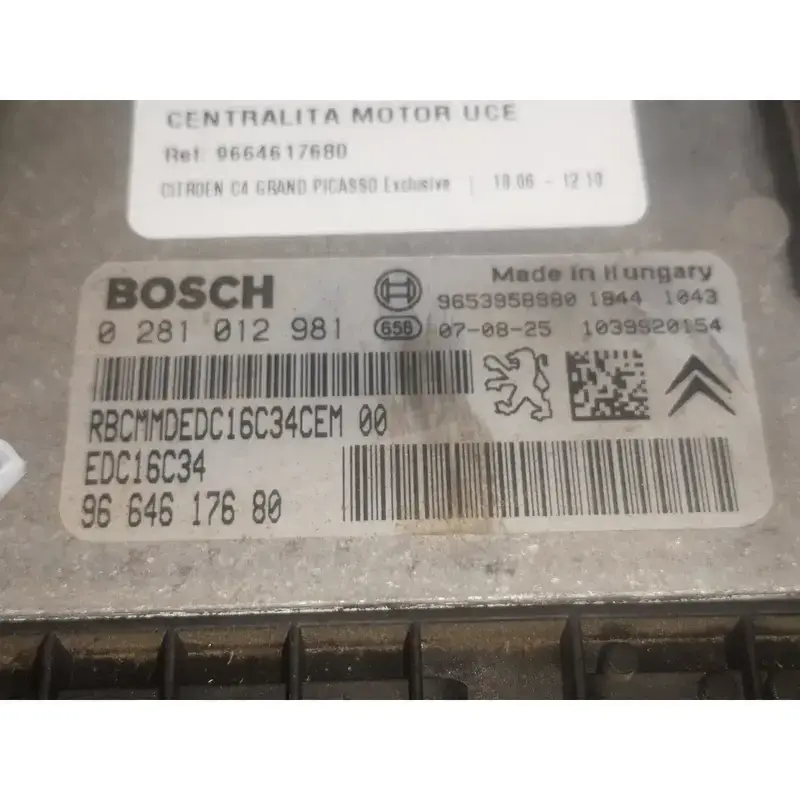 CENTRALITA MOTOR UCE
Ref: 9664617680
CITROEN C4 GRAND PICASSO Exclusive | 10.06 - 12.10
BOSCH
Made in Hungary
9653958980 1844 1043
0 281 012 981 656 07-08-25 1039S20154
RBCMMDEDC16C34CEM 00
EDC16C34
96 646 176 80